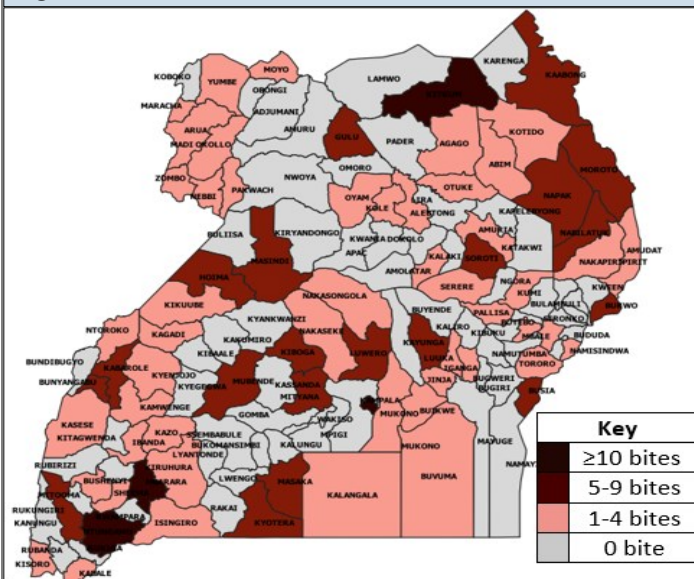 KARENGA
KAABONG
LAMWO
MOYO
KOBOKO
YUMBE
OBONGI
ADJUMANI
MARACHA
AMURU
ARUA
GULU
PADER
KOTIDO
AGAGO
MADI OKOLLO
ABIM
MOROTO
OMORO
ZOMBO
NWOYA
NEBBI
PAKWACH
OTUKE
NAPAK
OYAM
LIRA
KOLE
ALEBTONG
KAPELEBYONG
BULIISA
KIRYANDONGO
AMURIA
NABILATUK
KWANIA
DOKOLO
KATAKWI
AMUDAT
APAC
KALAKI
SOROTI
NAKAPIRIPIRIT
MASINDI
AMOLATAR
HOIMA
NGORA
SERERE
KUMI
KWEEN
NAKASONGOLA
BULAMBULI
KIKUUBE
BUYENDE
PALLISA
BUKWO
KYANKWANZI
NTOROKO
NAKASEKE
KALIRO
KIBUKU
BUDUDA
KAGADI
KAKUMIRO
KAYUNGA
MBALE
BUNDIBUGYO
KIBAALE
KIBOGA
LUWERO
NAMUTUMBA
NAMISINDWA
LUUKA
IGANGA
TORORO
KABAROLE
KYENJOJO
BUNYANGABU
KYEGEGWA
MUBENDE
KASSANDA
JINJA
BUGWERI
BUGIRI
MITYANA
BUSIA
KAMWENGE
GOMBA
WAKISO
MUKONO
BUIKWE
KASESE
KAZO
SSEMBABULE
MPIGI
KITAGWENDA
IBANDA
BUKOMANSIMBI
KALUNGU
MUKONO
MAYUGE
LYANTONDE
RUBIRIZI
KIRUHURA
BUSHENYI
LWENGO
MASAKA
MITOOMA
BUVUMA
KALANGALA
RUKUNGIRI
RAKAI
KANUNGU
ISINGIRO
KYOTERA
RUBANDA
KISORO
KABALE
Key
≥10 bites
5-9 bites
1-4 bites
0 bite